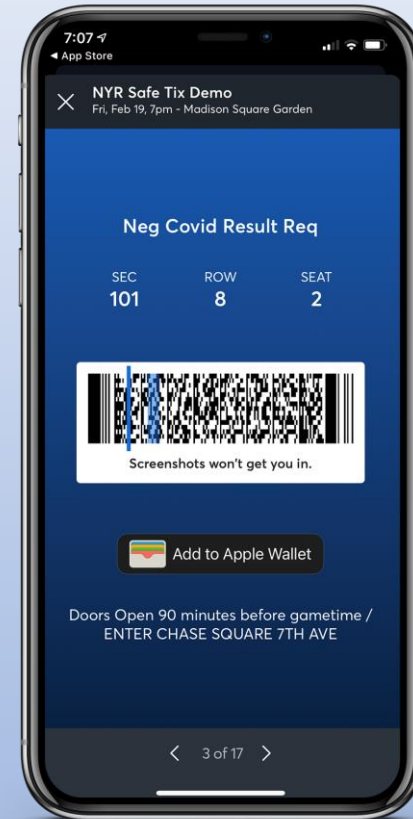 7:07
◀ App Store
NYR Safe Tix Demo
Fri, Feb 19, 7pm - Madison Square Garden
Neg Covid Result Req
SEC ROW SEAT
101 8 2
Screenshots won't get you in.
Add to Apple Wallet
Doors Open 90 minutes before gametime /
ENTER CHASE SQUARE 7TH AVE
3 of 17